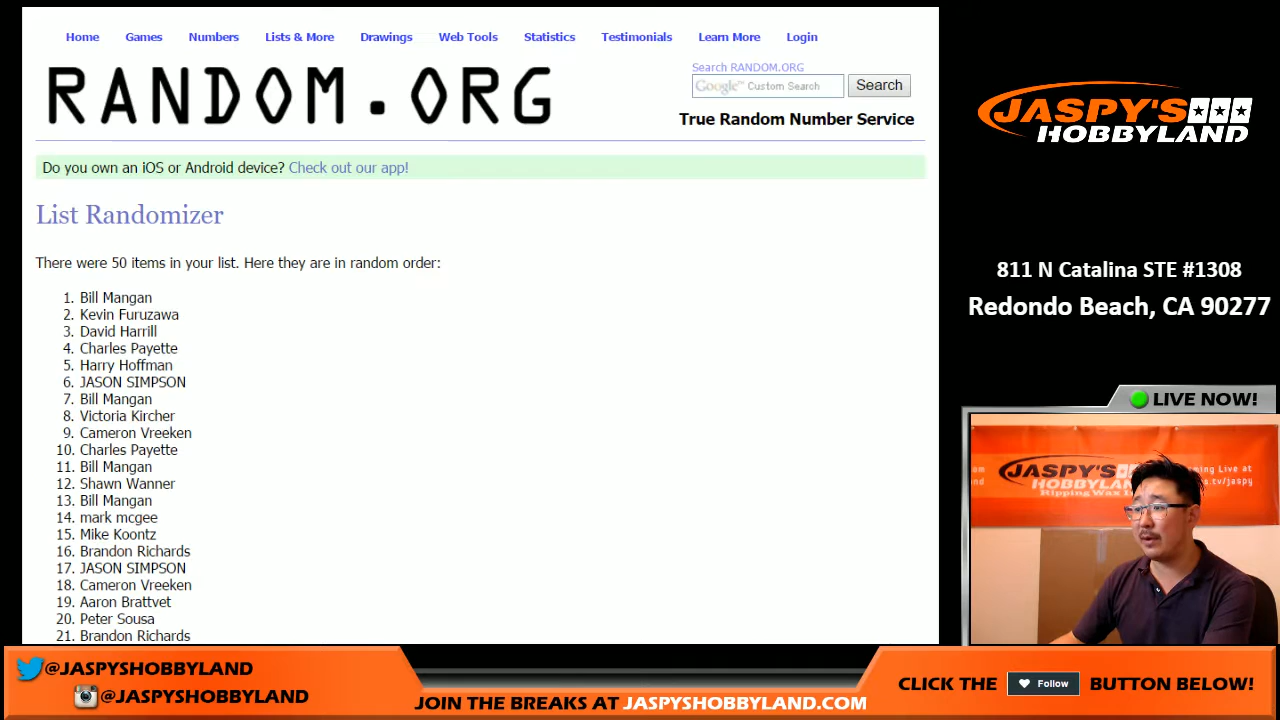 Home Games Numbers Lists & More Drawings Web Tools Statistics Testimonials Learn More Login
RANDOM.ORG
Search RANDOM.ORG
Google™ Custom Search Search
True Random Number Service
Do you own an iOS or Android device? Check out our app!
List Randomizer
There were 50 items in your list. Here they are in random order:
1. Bill Mangan
2. Kevin Furuzawa
3. David Harrill
4. Charles Payette
5. Harry Hoffman
6. JASON SIMPSON
7. Bill Mangan
8. Victoria Kircher
9. Cameron Vreeken
10. Charles Payette
11. Bill Mangan
12. Shawn Wanner
13. Bill Mangan
14. mark mcgee
15. Mike Koontz
16. Brandon Richards
17. JASON SIMPSON
18. Cameron Vreeken
19. Aaron Brattvet
20. Peter Sousa
21. Brandon Richards
JASPY'S
HOBBYLAND
811 N Catalina STE #1308
Redondo Beach, CA 90277
LIVE NOW!
JASPY'S
HOBBYLAND
Live at
.tv/jaspy
@JASPYSHOBBYLAND
@JASPYSHOBBYLAND
JOIN THE BREAKS AT JASPYSHOBBYLAND.COM
CLICK THE Follow BUTTON BELOW!